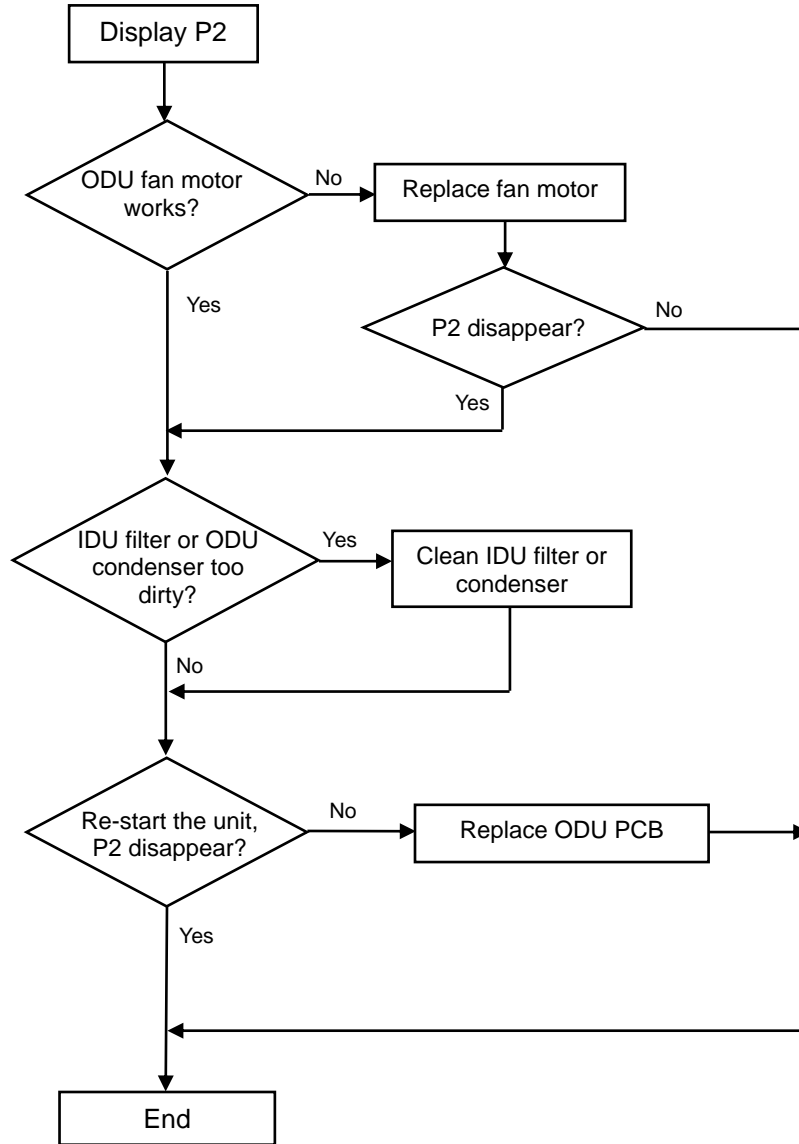 Display P2
ODU fan motor
works?
No
Replace fan motor
Yes
P2 disappear?
No
Yes
IDU filter or ODU
condenser too
dirty?
Yes
Clean IDU filter or
condenser
No
Re-start the unit,
P2 disappear?
No
Replace ODU PCB
Yes
End